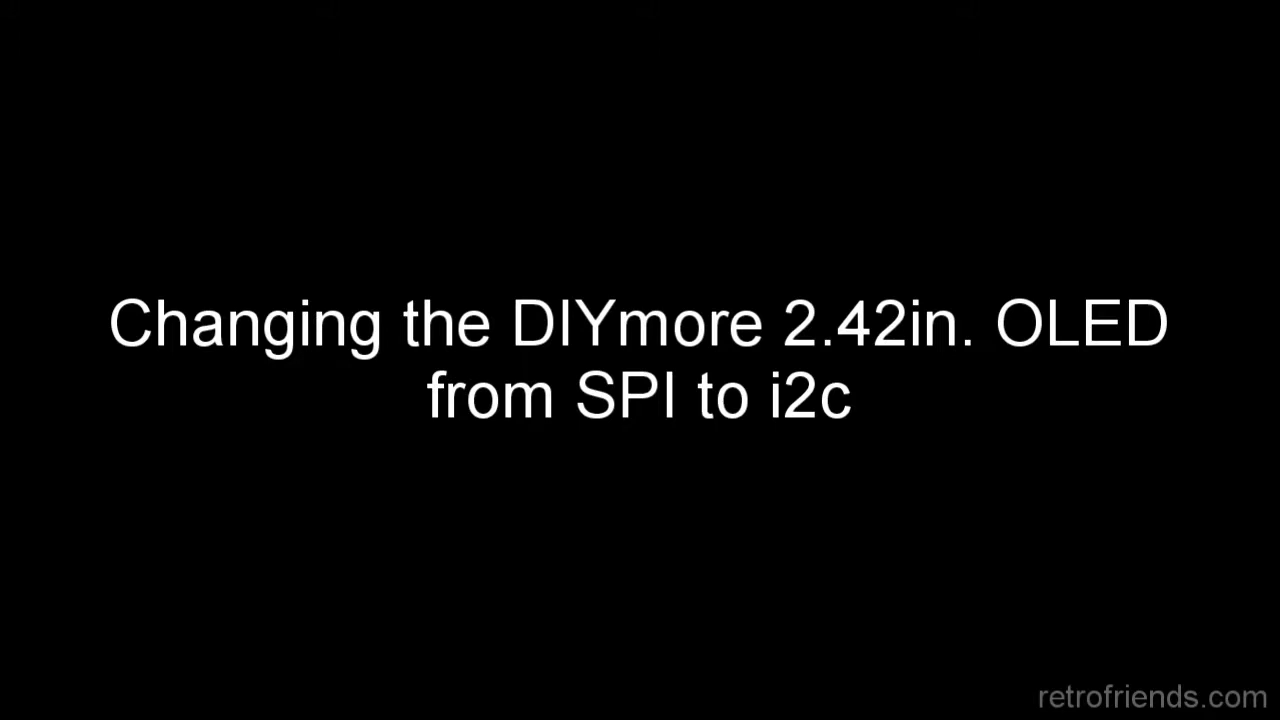 Changing the DIYmore 2.42in. OLED
from SPI to i2c
retrofriends.com